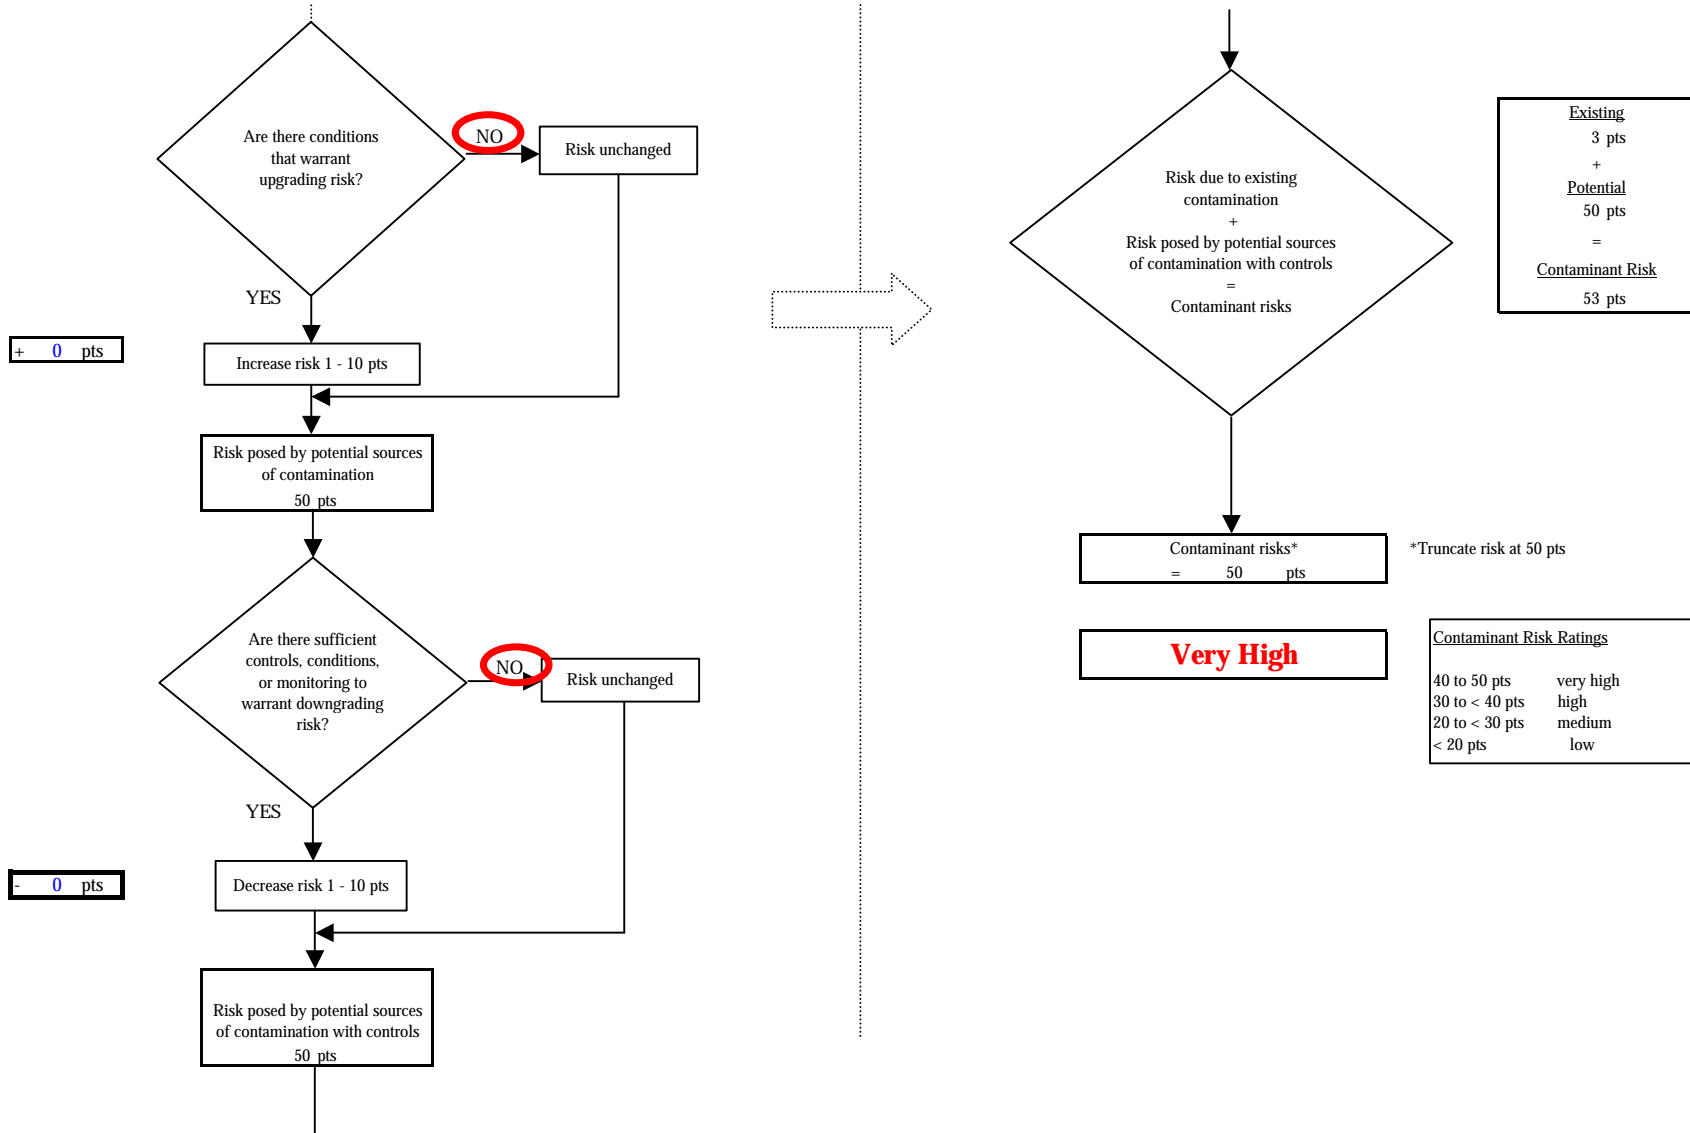 Are there conditions
that warrant
upgrading risk?
NO
Risk unchanged
YES
+ 0 pts
Increase risk 1 - 10 pts
Risk posed by potential sources
of contamination
50 pts
Are there sufficient
controls, conditions,
or monitoring to
warrant downgrading
risk?
NO
Risk unchanged
YES
- 0 pts
Decrease risk 1 - 10 pts
Risk posed by potential sources
of contamination with controls
50 pts
Risk due to existing
contamination
+
Risk posed by potential sources
of contamination with controls
=
Contaminant risks
Existing
3 pts
+
Potential
50 pts
=
Contaminant Risk
53 pts
Contaminant risks*
= 50 pts
*Truncate risk at 50 pts
Very High
Contaminant Risk Ratings
40 to 50 pts very high
30 to < 40 pts high
20 to < 30 pts medium
< 20 pts low